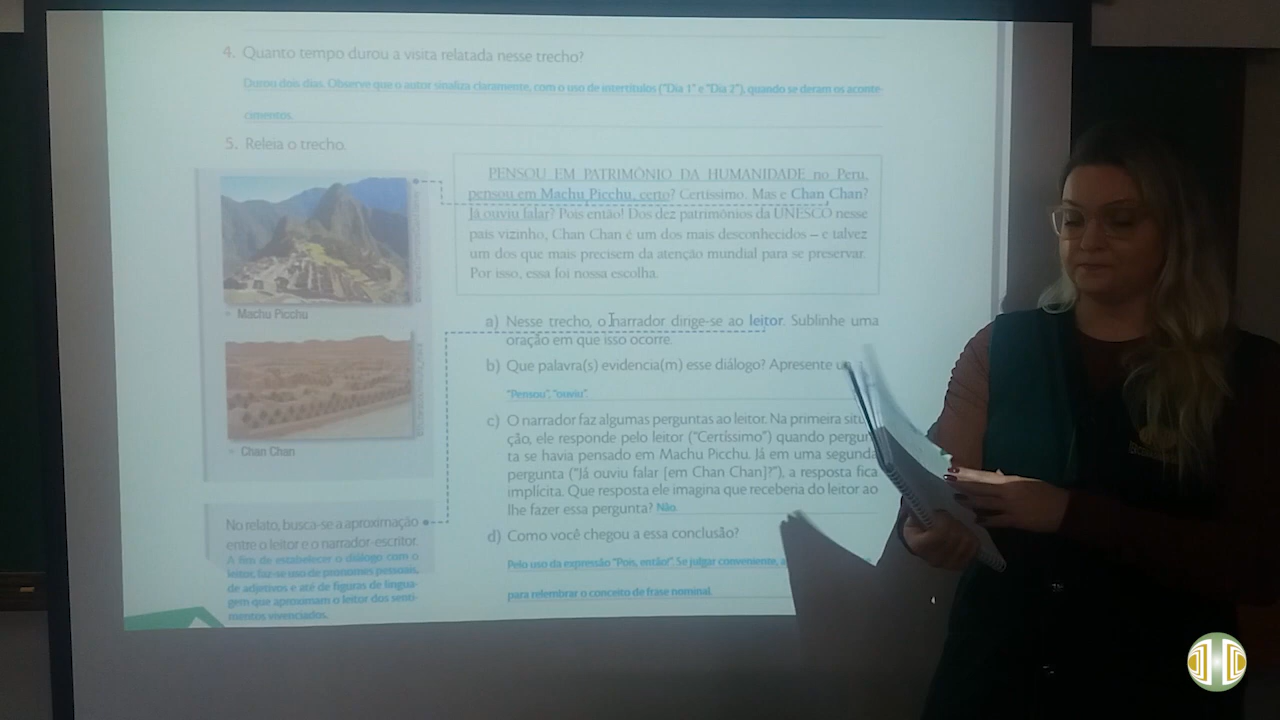 4. Quanto tempo durou a visita relatada nesse trecho?
Durou dois dias. Observe que o autor sinaliza claramente, com o uso de intertítulos ("Dia 1" e "Dia 2"), quando se deram os aconte-
cimentos.
5. Releia o trecho.
PENSOU EM PATRIMÔNIO DA HUMANIDADE no Peru,
pensou em Machu Picchu, certo? Certíssimo. Mas e Chan Chan?
Já ouviu falar? Pois então! Dos dez patrimônios da UNESCO nesse
país vizinho, Chan Chan é um dos mais desconhecidos – e talvez
um dos que mais precisem da atenção mundial para se preservar.
Por isso, essa foi nossa escolha.
Machu Picchu
Chan Chan
a) Nesse trecho, o narrador dirige-se ao leitor. Sublinhe uma
oração em que isso ocorre.
b) Que palavra(s) evidencia(m) esse diálogo? Apresente
"Pensou", "ouviu".
c) O narrador faz algumas perguntas ao leitor. Na primeira situ
ção, ele responde pelo leitor ("Certíssimo") quando pergun
ta se havia pensado em Machu Picchu. Já em uma segunda
pergunta ("Já ouviu falar [em Chan Chan]?"), a resposta fica
implícita. Que resposta ele imagina que receberia do leitor ao
lhe fazer essa pergunta? Não.
d) Como você chegou a essa conclusão?
Pelo uso da expressão "Pois, então!". Se julgar conveniente,
para relembrar o conceito de frase nominal.
No relato, busca-se a aproximação
entre o leitor e o narrador-escritor.
A fim de estabelecer o diálogo com o
leitor, faz-se uso de pronomes pessoais,
de adjetivos e até de figuras de lingua-
gem que aproximam o leitor dos senti-
mentos vivenciados.